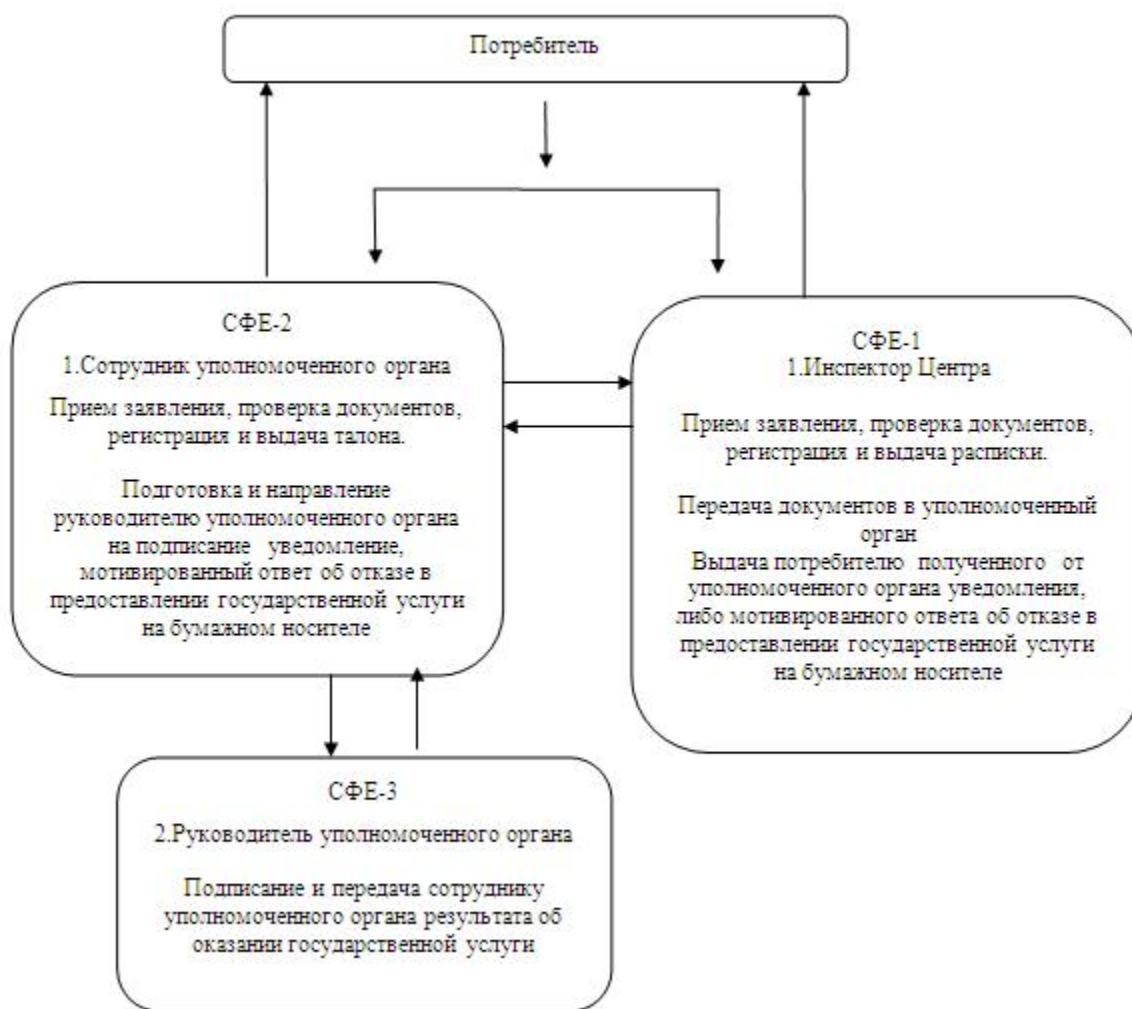 Потребитель
СФЕ-2
1.Сотрудник уполномоченного органа
Прием заявления, проверка документов,
регистрация и выдача талона.
Подготовка и направление
руководителю уполномоченного органа
на подписание уведомление,
мотивированный ответ об отказе в
предоставлении государственной услуги
на бумажном носителе
СФЕ-1
1.Инспектор Центра
Прием заявления, проверка документов,
регистрация и выдача расписки.
Передача документов в уполномоченный
орган
Выдача потребителю полученного от
уполномоченного органа уведомления,
либо мотивированного ответа об отказе в
предоставлении государственной услуги
на бумажном носителе
СФЕ-3
2.Руководитель уполномоченного органа
Подписание и передача сотруднику
уполномоченного органа результата об
оказании государственной услуги